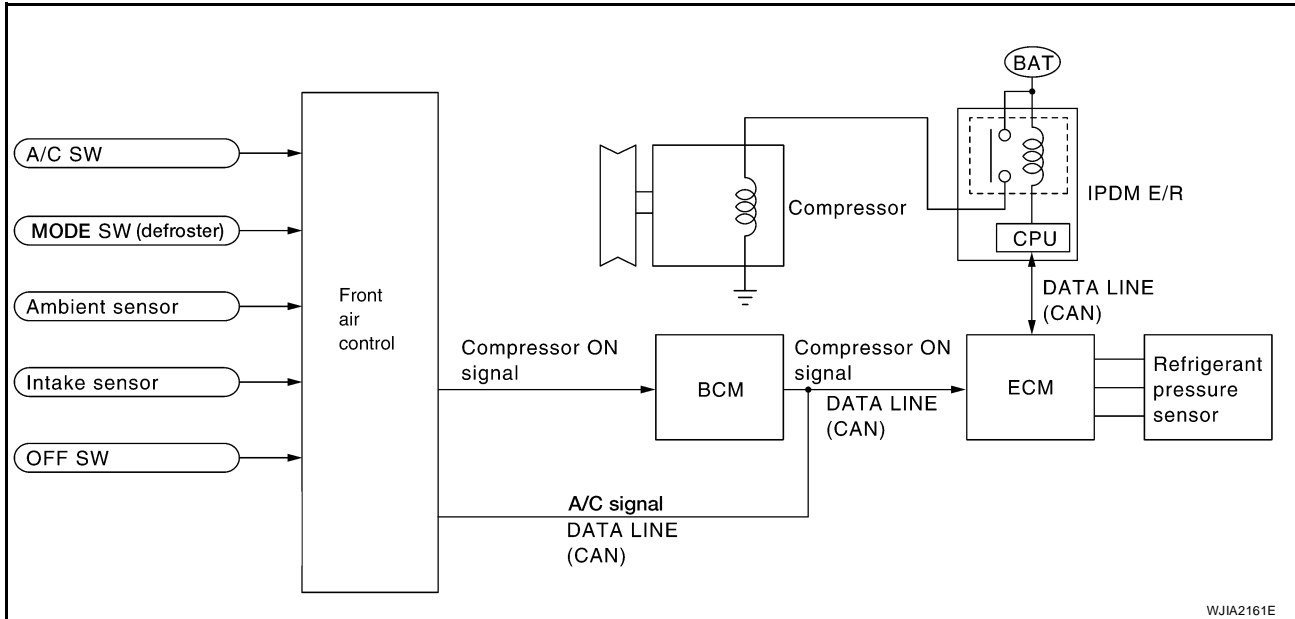 BAT
A/C SW
MODE SW (defroster)
Ambient sensor
Intake sensor
OFF SW
Front
air
control
Compressor
IPDM E/R
CPU
DATA LINE
(CAN)
Compressor ON
signal
BCM
Compressor ON
signal
DATA LINE
(CAN)
ECM
Refrigerant
pressure
sensor
A/C signal
DATA LINE
(CAN)
WJIA2161E